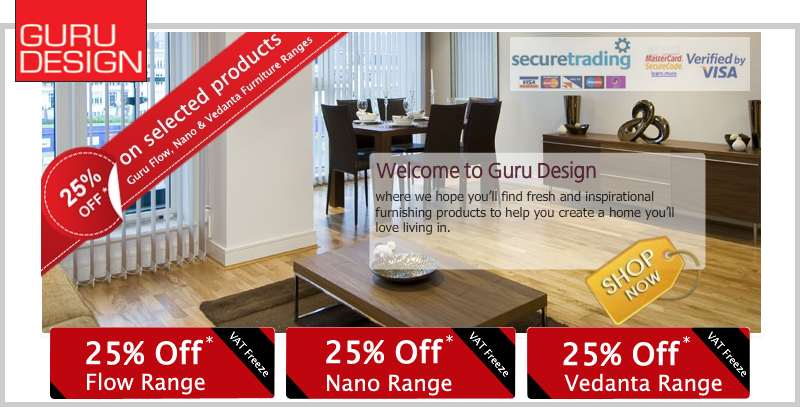 GURU
DESIGN
25%
OFF *
on selected products
Guru Flow, Nano & Vedanta Furniture Ranges
securetrading
MasterCard.
SecureCode.
learn more
Verified by
VISA
VISA
Welcome to Guru Design
where we hope you'll find fresh and inspirational
furnishing products to help you create a home you'll
love living in.
SHOP
NOW
25% Off*
Flow Range
VAT Freeze
25% Off*
Nano Range
VAT Freeze
25% Off*
Vedanta Range
VAT Freeze